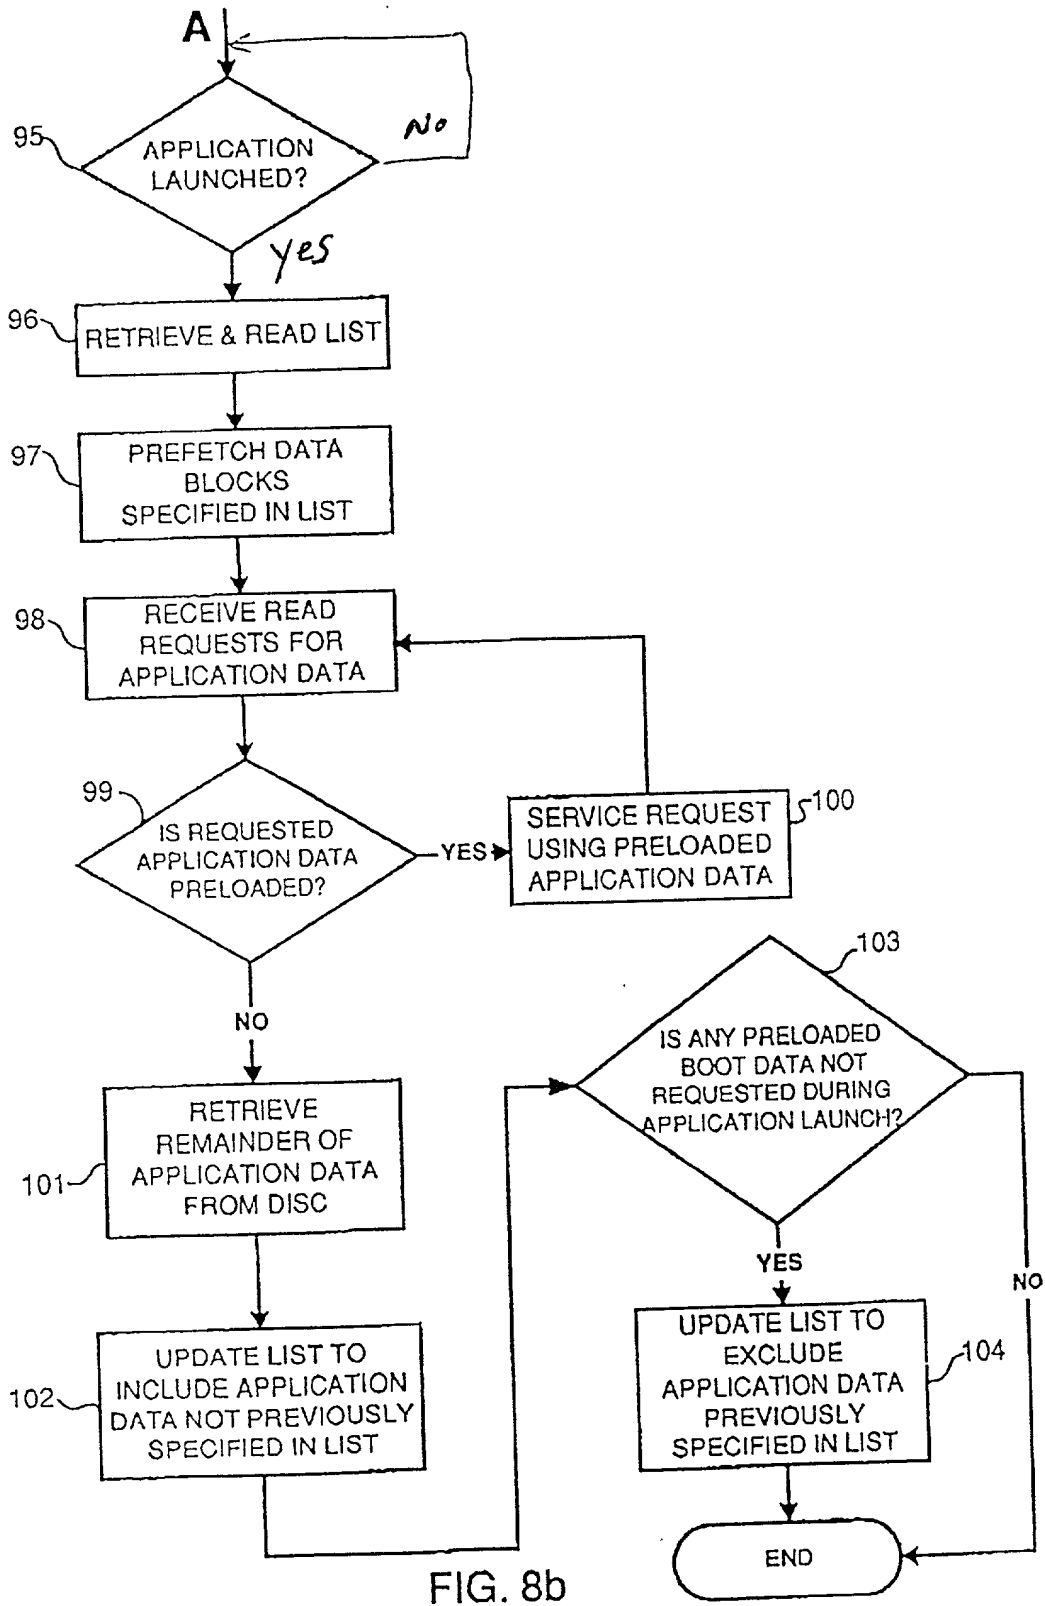 A
No
95
APPLICATION
LAUNCHED?
yes
96
RETRIEVE & READ LIST
97
PREFETCH DATA
BLOCKS
SPECIFIED IN LIST
98
RECEIVE READ
REQUESTS FOR
APPLICATION DATA
99
IS REQUESTED
APPLICATION DATA
PRELOADED?
YES
100
SERVICE REQUEST
USING PRELOADED
APPLICATION DATA
NO
101
RETRIEVE
REMAINDER OF
APPLICATION DATA
FROM DISC
102
UPDATE LIST TO
INCLUDE APPLICATION
DATA NOT PREVIOUSLY
SPECIFIED IN LIST
103
IS ANY PRELOADED
BOOT DATA NOT
REQUESTED DURING
APPLICATION LAUNCH?
YES
NO
104
UPDATE LIST TO
EXCLUDE
APPLICATION DATA
PREVIOUSLY
SPECIFIED IN LIST
END
FIG. 8b